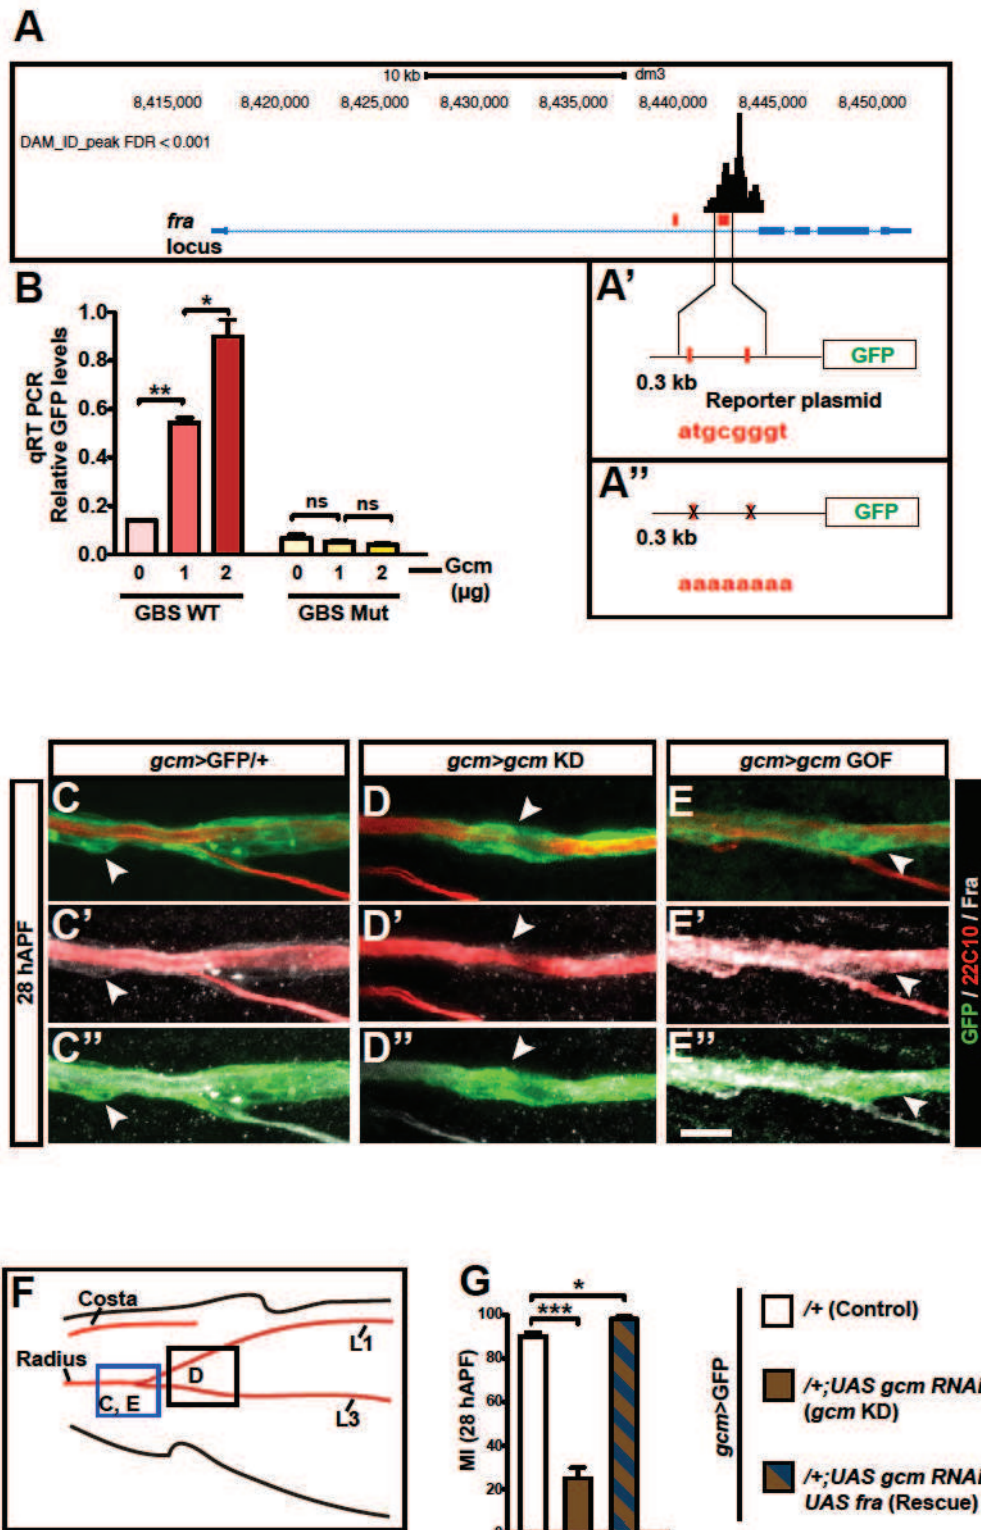 A
10 kb dm3
8,415,000 8,420,000 8,425,000 8,430,000 8,435,000 8,440,000 8,445,000 8,450,000
DAM_ID_peak FDR < 0.001
fra
locus
B
qRT PCR
Relative GFP levels
1.0
0.8
0.6
0.4
0.2
0.0
**
*
ns
ns
0 1 2 0 1 2
Gcm
(µg)
GBS WT GBS Mut
A'
GFP
0.3 kb
Reporter plasmid
atgcgggt
A''
X X
GFP
0.3 kb
aaaaaaaa
gcm>GFP/+ gcm>gcm KD gcm>gcm GOF
28 hAPF
C D E
C' D' E'
C'' D'' E''
GFP / 22C10 / Fra
F
Costa
Radius
L1
D
C, E
L3
G
MI (28 hAPF)
100
80
60
40
20
0
***
*
gcm>GFP
/+ (Control)
/+;UAS gcm RNAi
(gcm KD)
/+;UAS gcm RNAi
UAS fra (Rescue)